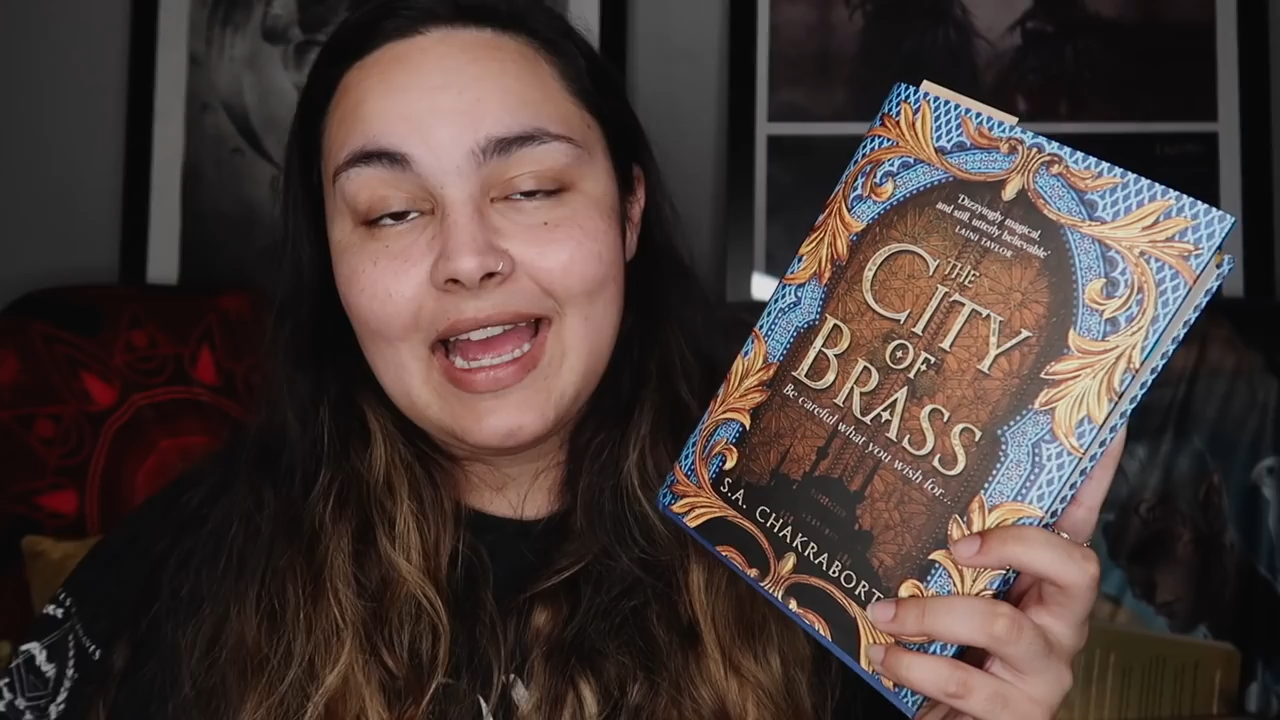 'Dizzyingly magical,
and still, utterly believable'
LAINI TAYLOR
THE
CITY
OF
BRASS
Be careful what you wish for...
S.A. CHAKRABORT